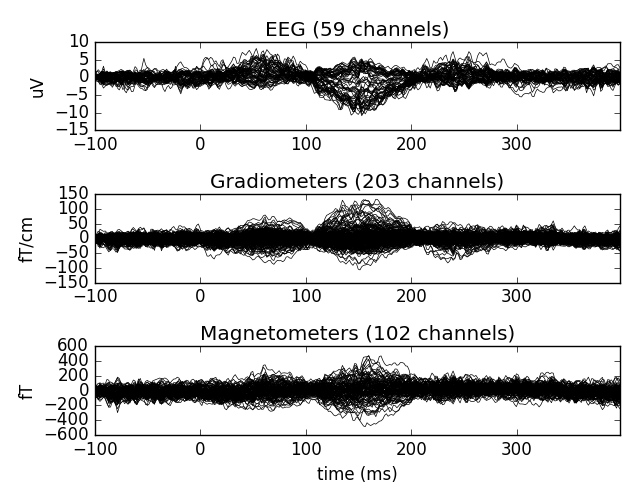 EEG (59 channels)
10
5
0
−5
−10
−15
uV
−100 0 100 200 300
Gradiometers (203 channels)
150
100
50
0
−50
−100
−150
fT/cm
−100 0 100 200 300
Magnetometers (102 channels)
600
400
200
0
−200
−400
−600
fT
−100 0 100 200 300
time (ms)